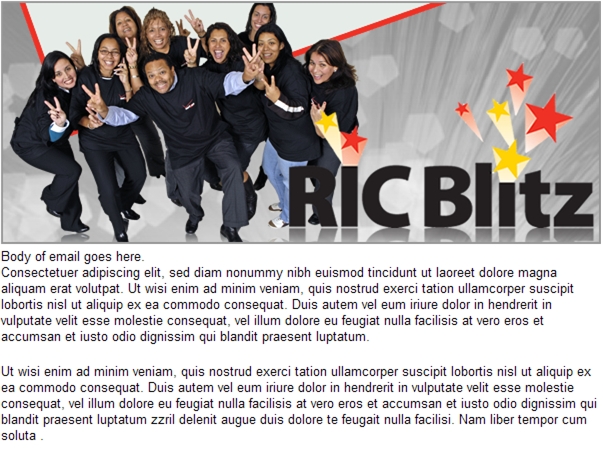 RIC Blitz
Body of email goes here.
Consectetuer adipiscing elit, sed diam nonummy nibh euismod tincidunt ut laoreet dolore magna
aliquam erat volutpat. Ut wisi enim ad minim veniam, quis nostrud exerci tation ullamcorper suscipit
lobortis nisl ut aliquip ex ea commodo consequat. Duis autem vel eum iriure dolor in hendrerit in
vulputate velit esse molestie consequat, vel illum dolore eu feugiat nulla facilisis at vero eros et
accumsan et iusto odio dignissim qui blandit praesent luptatum.
Ut wisi enim ad minim veniam, quis nostrud exerci tation ullamcorper suscipit lobortis nisl ut aliquip ex
ea commodo consequat. Duis autem vel eum iriure dolor in hendrerit in vulputate velit esse molestie
consequat, vel illum dolore eu feugiat nulla facilisis at vero eros et accumsan et iusto odio dignissim qui
blandit praesent luptatum zzril delenit augue duis dolore te feugait nulla facilisi. Nam liber tempor cum
soluta .